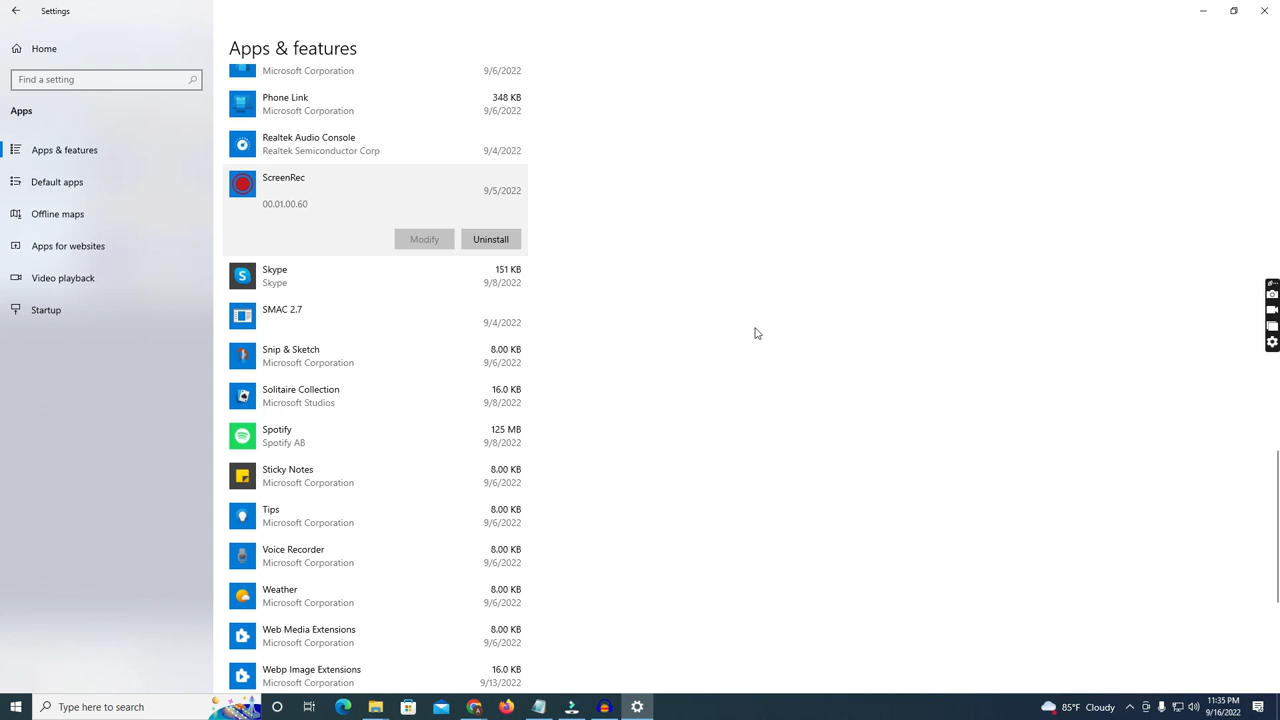 Settings
Home
Find a setting
Apps
Apps & features
Default apps
Offline maps
Apps for websites
Video playback
Startup
Apps & features
Microsoft Corporation 9/6/2022
Phone Link 348 KB
Microsoft Corporation 9/6/2022
Realtek Audio Console
Realtek Semiconductor Corp 9/4/2022
ScreenRec
9/5/2022
00.01.00.60
Modify Uninstall
Skype 151 KB
Skype 9/8/2022
SMAC 2.7
9/4/2022
Snip & Sketch 8.00 KB
Microsoft Corporation 9/6/2022
Solitaire Collection 16.0 KB
Microsoft Studios 9/8/2022
Spotify 125 MB
Spotify AB 9/8/2022
Sticky Notes 8.00 KB
Microsoft Corporation 9/6/2022
Tips 8.00 KB
Microsoft Corporation 9/6/2022
Voice Recorder 8.00 KB
Microsoft Corporation 9/6/2022
Weather 8.00 KB
Microsoft Corporation 9/6/2022
Web Media Extensions 8.00 KB
Microsoft Corporation 9/6/2022
Webp Image Extensions 16.0 KB
Microsoft Corporation 9/13/2022
Type here to search
85°F Cloudy
11:35 PM
9/16/2022